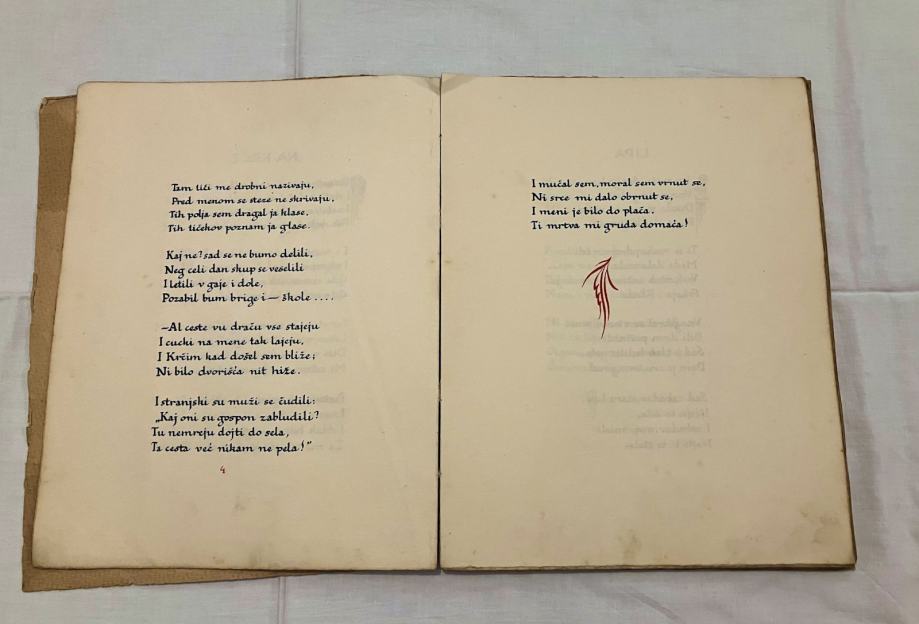 Tam tiči me drobni nazivaju,
Pred menom se steze ne skrivaju,
Tih polja sem dragal ja klase,
Tih tičekov poznam ja glase.
Kaj ne? sad se ne bumo delili,
Neg celi dan skup se veselili
I letili v gaje i dole,
Pozabil bum brige i — škole ....
—Al ceste vu draču vse stajeju
I cucki na mene tak lajeju,
I Krčim kad došel sem bliže;
Ni bilo dvorišča nit hiže.
I stranjski su muži se čudili:
„Kaj oni su gospon zabludili?
Tu nemreju dojti do sela,
Ta cesta već nikam ne pela!"
4
I mučal sem, moral sem vrnut se,
Ni srce mi dalo obrnut se,
I meni je bilo do plača.
Ti mrtva mi gruda domaća!